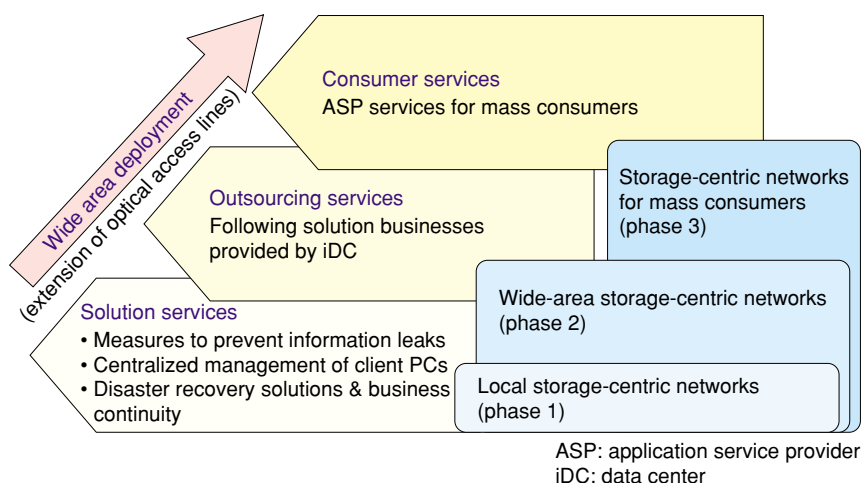 Wide area deployment
(extension of optical access lines)
Consumer services
ASP services for mass consumers
Outsourcing services
Following solution businesses
provided by iDC
Storage-centric networks
for mass consumers
(phase 3)
Solution services
• Measures to prevent information leaks
• Centralized management of client PCs
• Disaster recovery solutions & business
continuity
Wide-area storage-centric networks
(phase 2)
Local storage-centric networks
(phase 1)
ASP: application service provider
iDC: data center